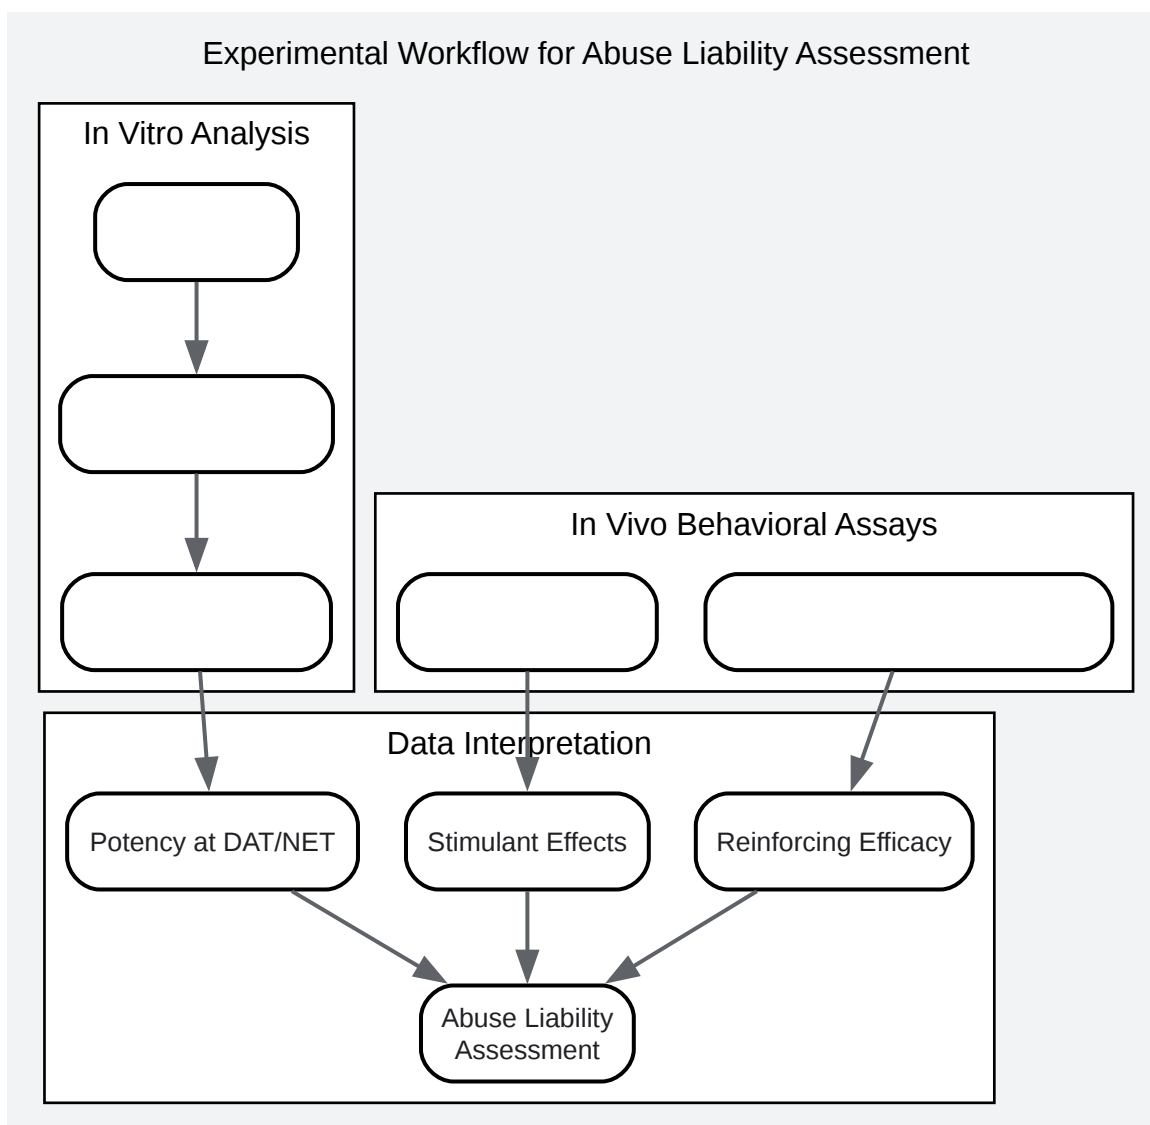 Experimental Workflow for Abuse Liability Assessment
In Vitro Analysis
In Vivo Behavioral Assays
Data Interpretation
Potency at DAT/NET
Stimulant Effects
Reinforcing Efficacy
Abuse Liability
Assessment